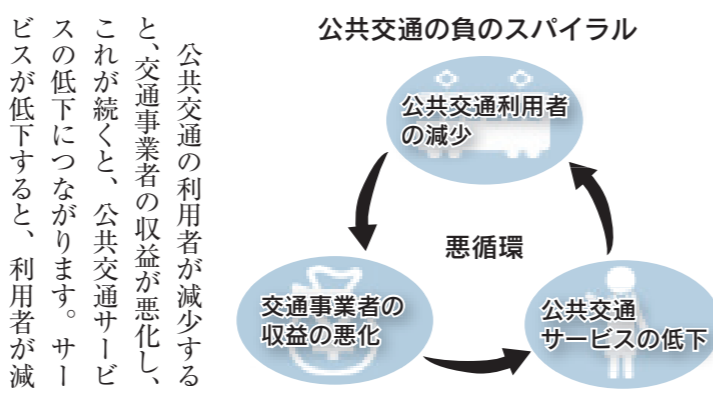 公共交通の負のスパイラル
公共交通利用者
の減少
悪循環
交通事業者の
収益の悪化
公共交通
サービスの低下
公共交通の利用者が減少する
と、交通事業者の収益が悪化し、
これが続くと、公共交通サービ
スの低下につながります。サー
ビスが低下すると、利用者が減